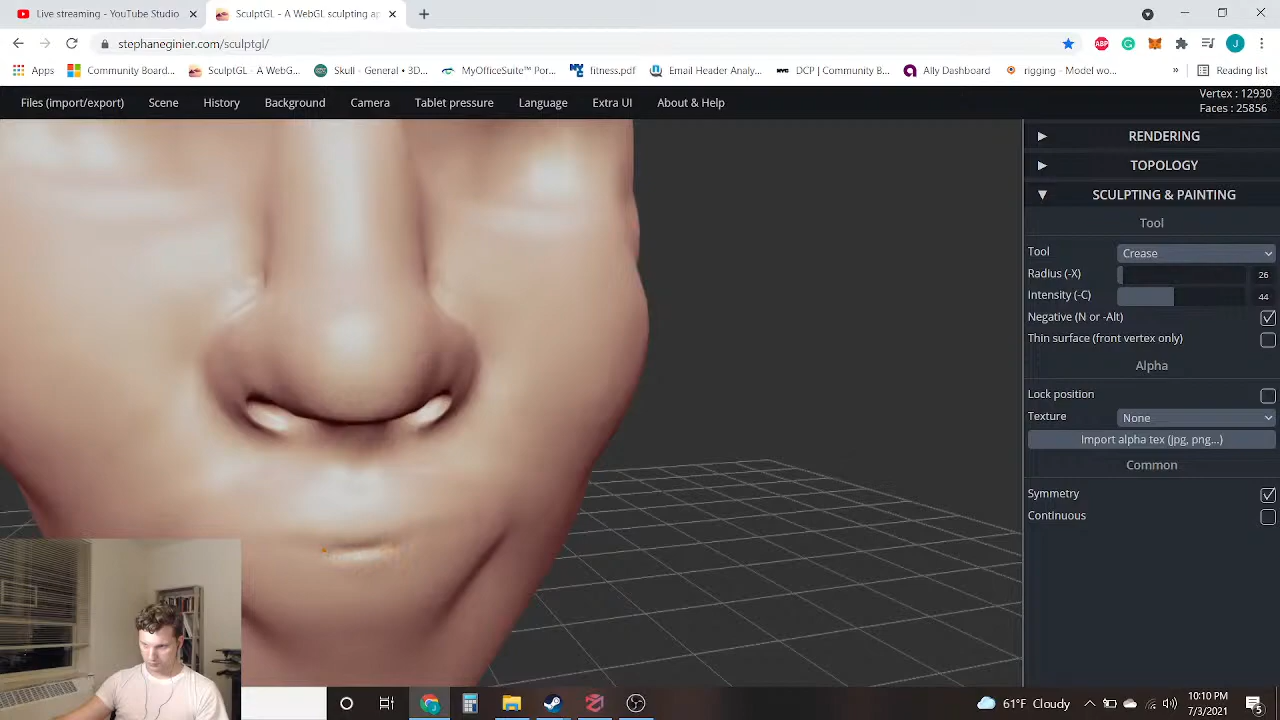 Live streaming - YouTube Studio
SculptGL - A WebGL sculpting ap
stephaneginier.com/sculptgl/
Apps
Community Board...
SculptGL - A WebG...
Skull - General • 3D...
MyOfficeSuite™ Por...
fitness.pdf
Email Header Analy...
DCP | Community B...
Ally Dashboard
rigging - Model wo...
»
Reading list
Files (import/export)
Scene
History
Background
Camera
Tablet pressure
Language
Extra UI
About & Help
Vertex : 12930
Faces : 25856
RENDERING
TOPOLOGY
SCULPTING & PAINTING
Tool
Tool Crease
Radius (-X) 26
Intensity (-C) 44
Negative (N or -Alt)
Thin surface (front vertex only)
Alpha
Lock position
Texture None
Import alpha tex (jpg, png...)
Common
Symmetry
Continuous
61°F Cloudy
10:10 PM
7/3/2021
5